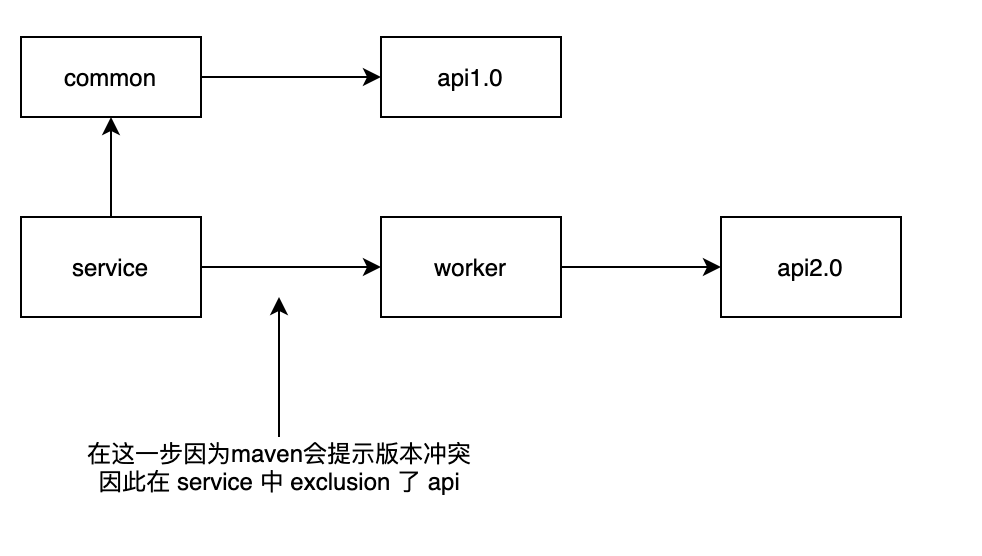 common
api1.0
service
worker
api2.0
在这一步因为maven会提示版本冲突
因此在 service 中 exclusion 了 api